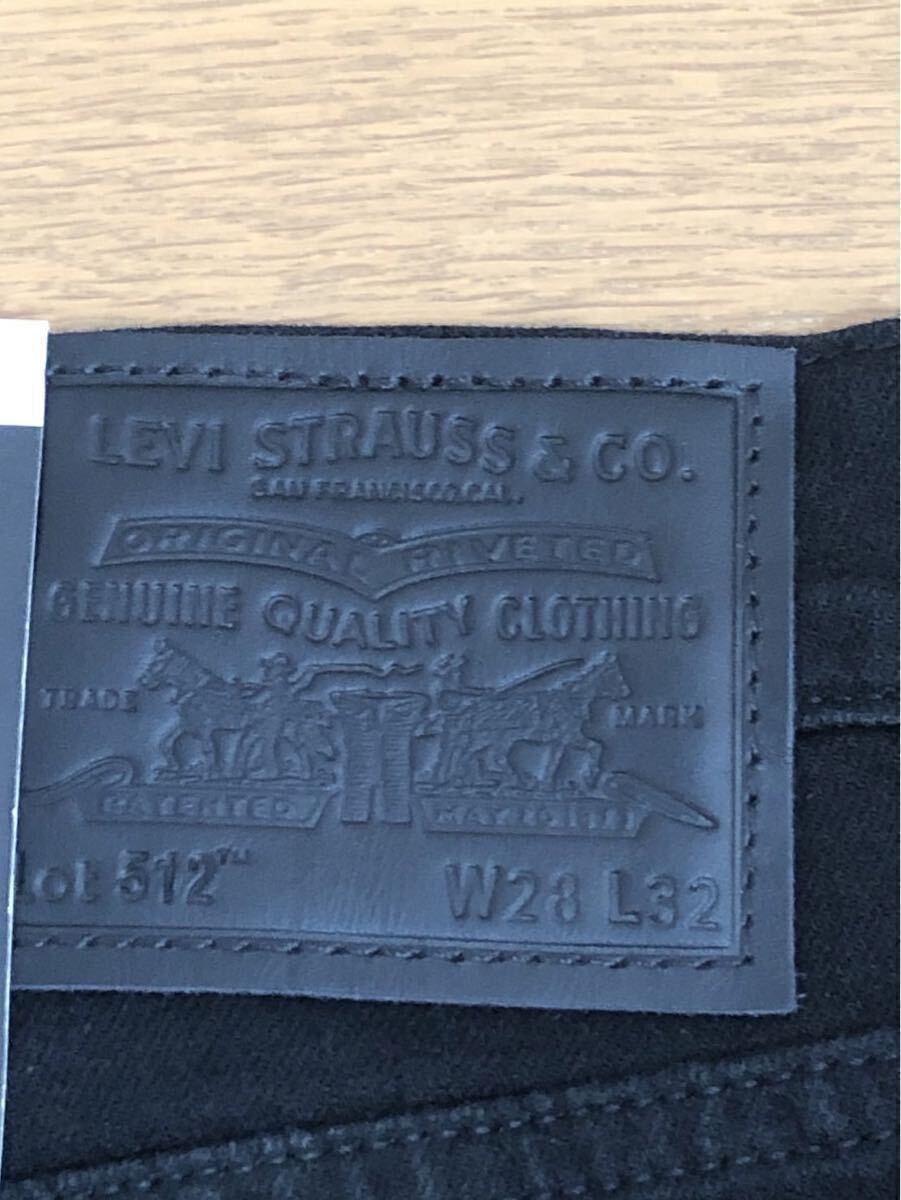 LEVI STRAUSS & CO.
SAN FRANCISCO, CAL.
ORIGINAL RIVETED
GENUINE QUALITY CLOTHING
TRADE MARK
PATENTED MAY 20 1873
Lot 512™ W28 L32